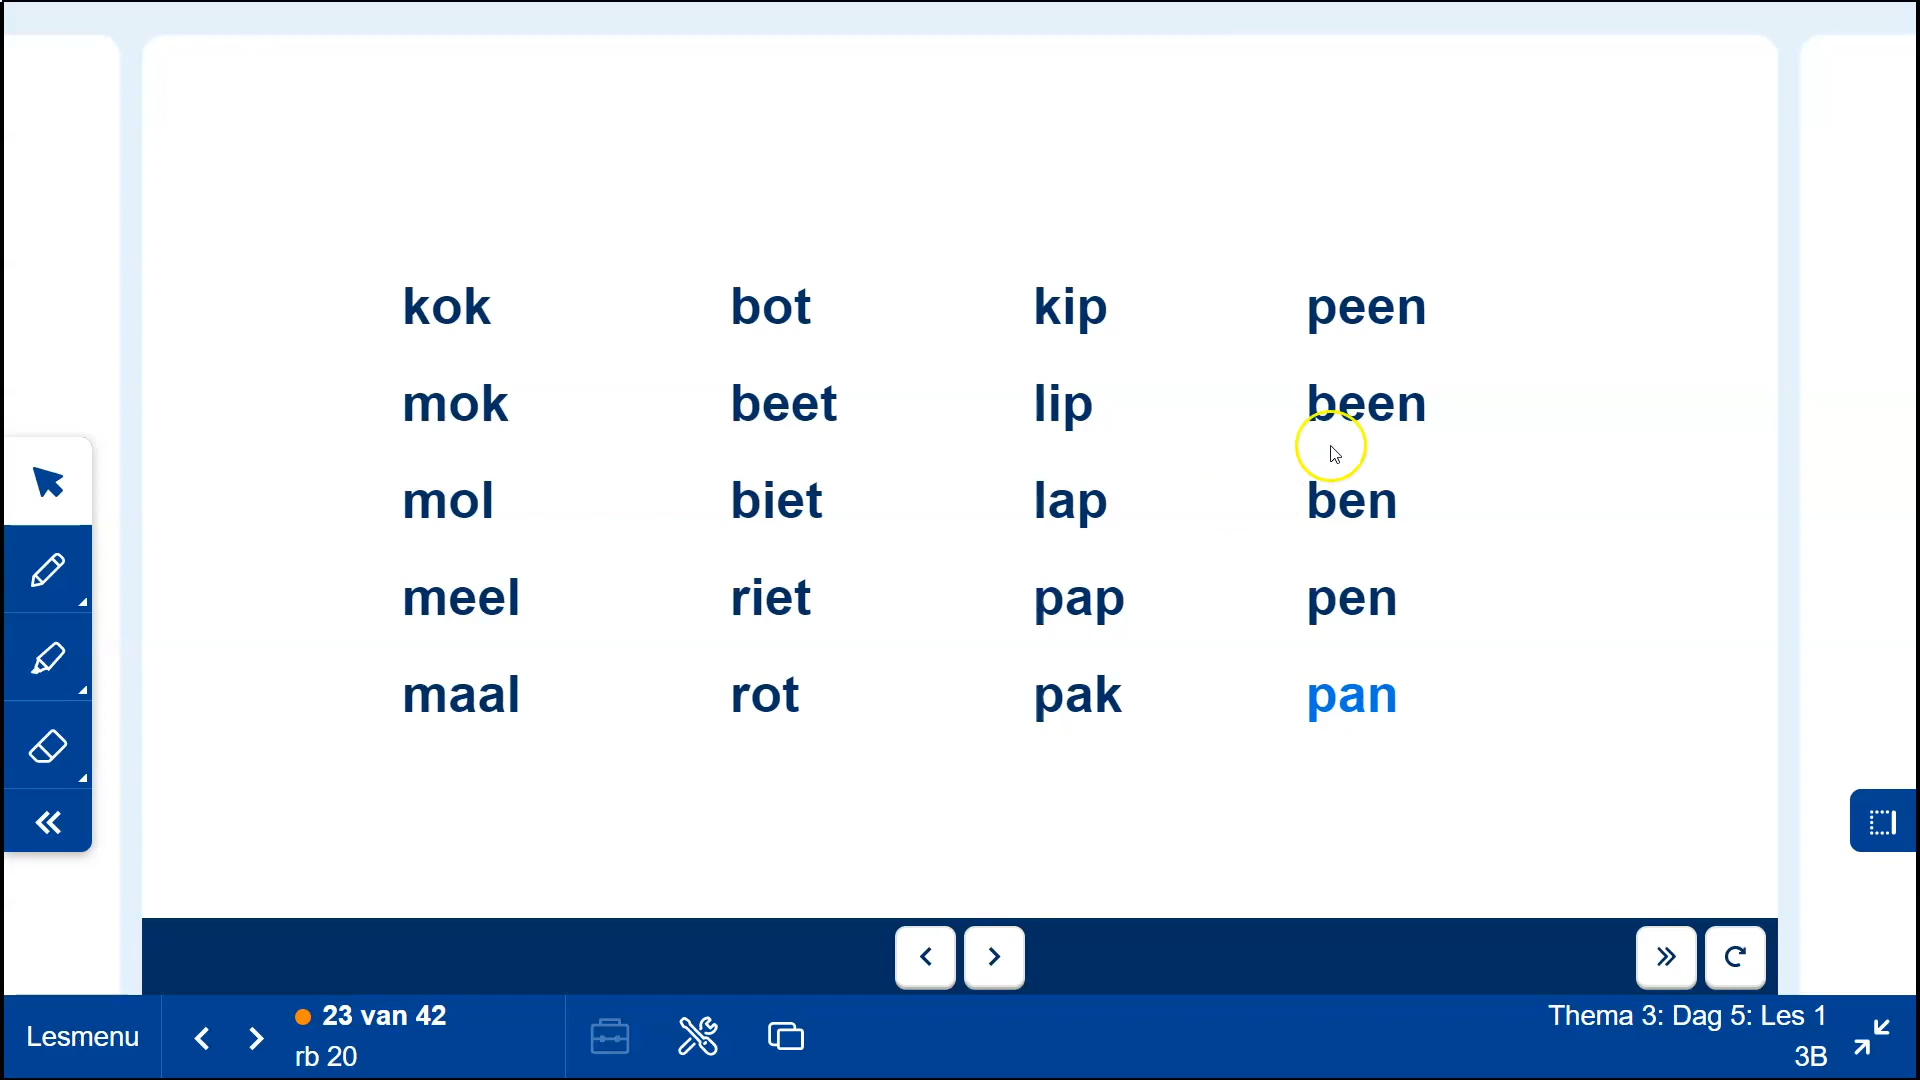 kok bot kip peen
mok beet lip been
mol biet lap ben
meel riet pap pen
maal rot pak pan
Lesmenu
23 van 42
rb 20
Thema 3: Dag 5: Les 1
3B